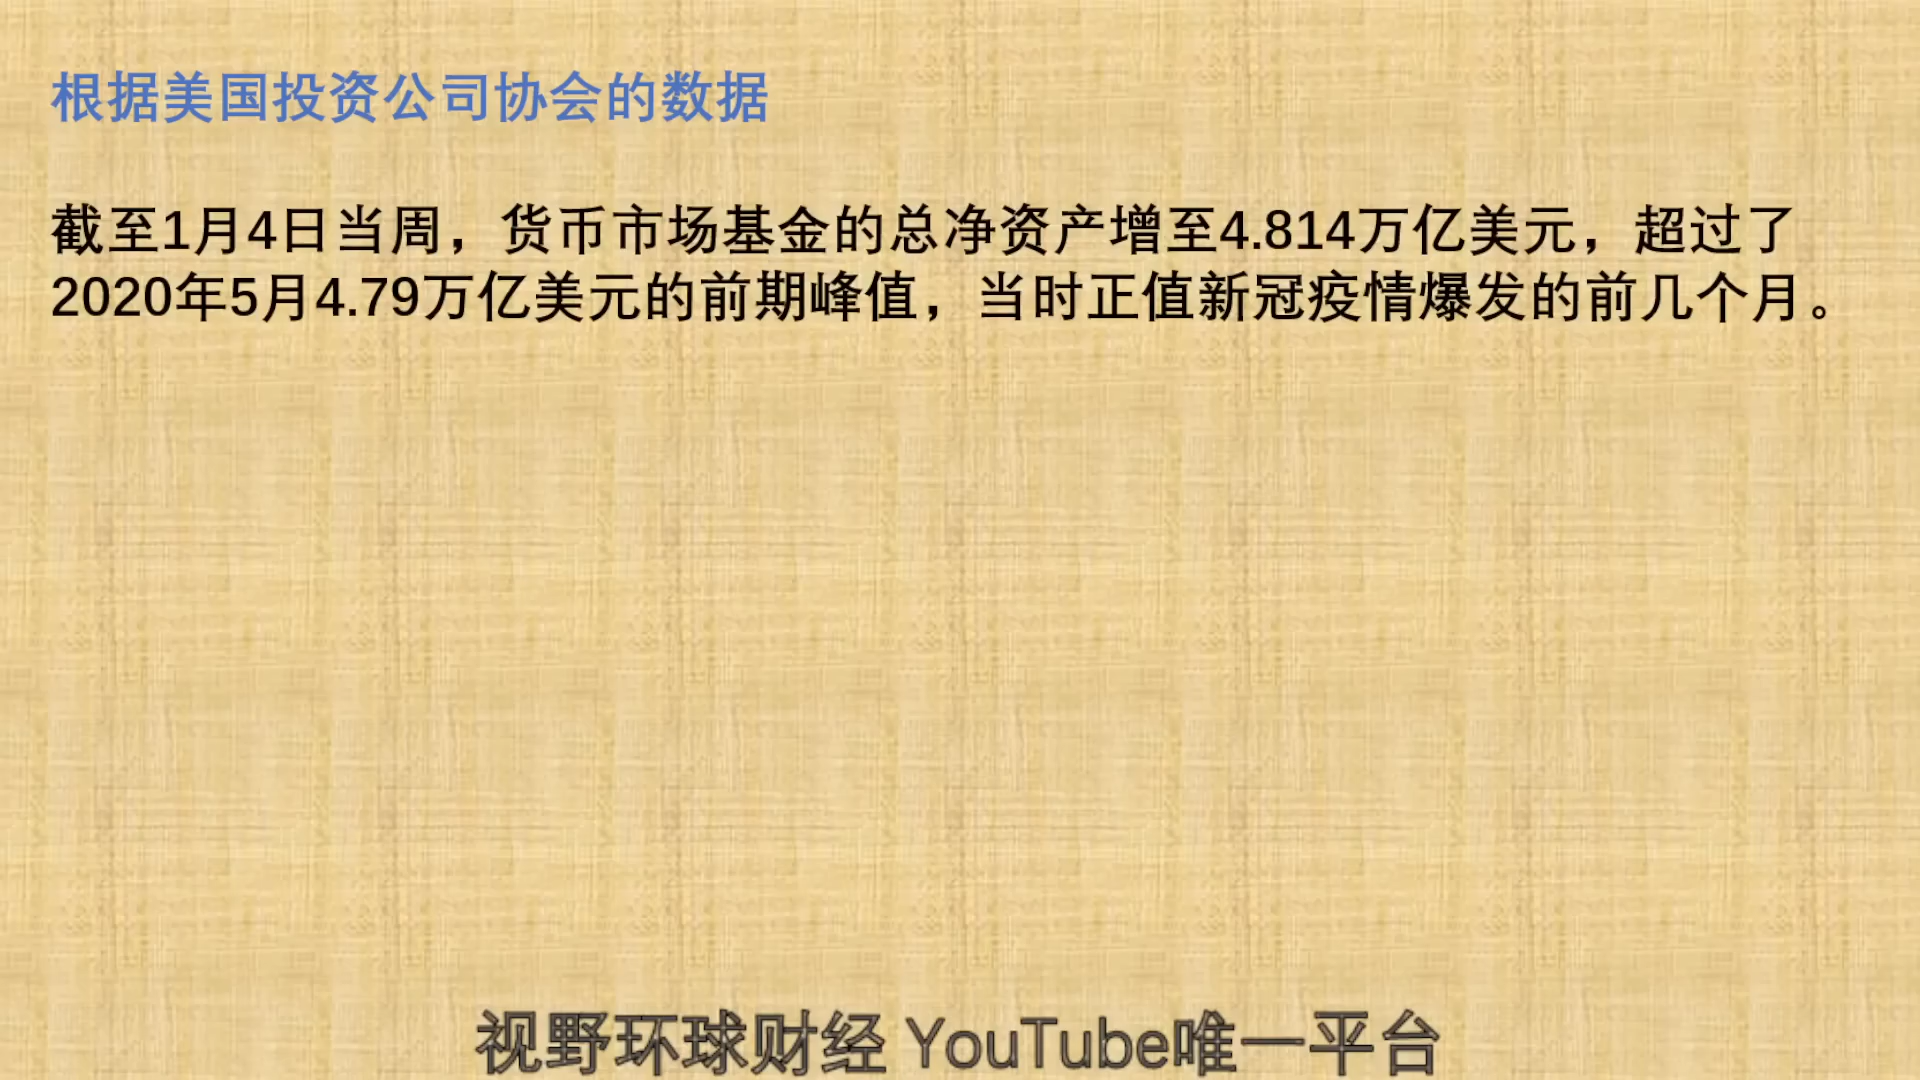 根据美国投资公司协会的数据
截至1月4日当周，货币市场基金的总净资产增至4.814万亿美元，超过了
2020年5月4.79万亿美元的前期峰值，当时正值新冠疫情爆发的前几个月。
视野环球财经 YouTube唯一平台